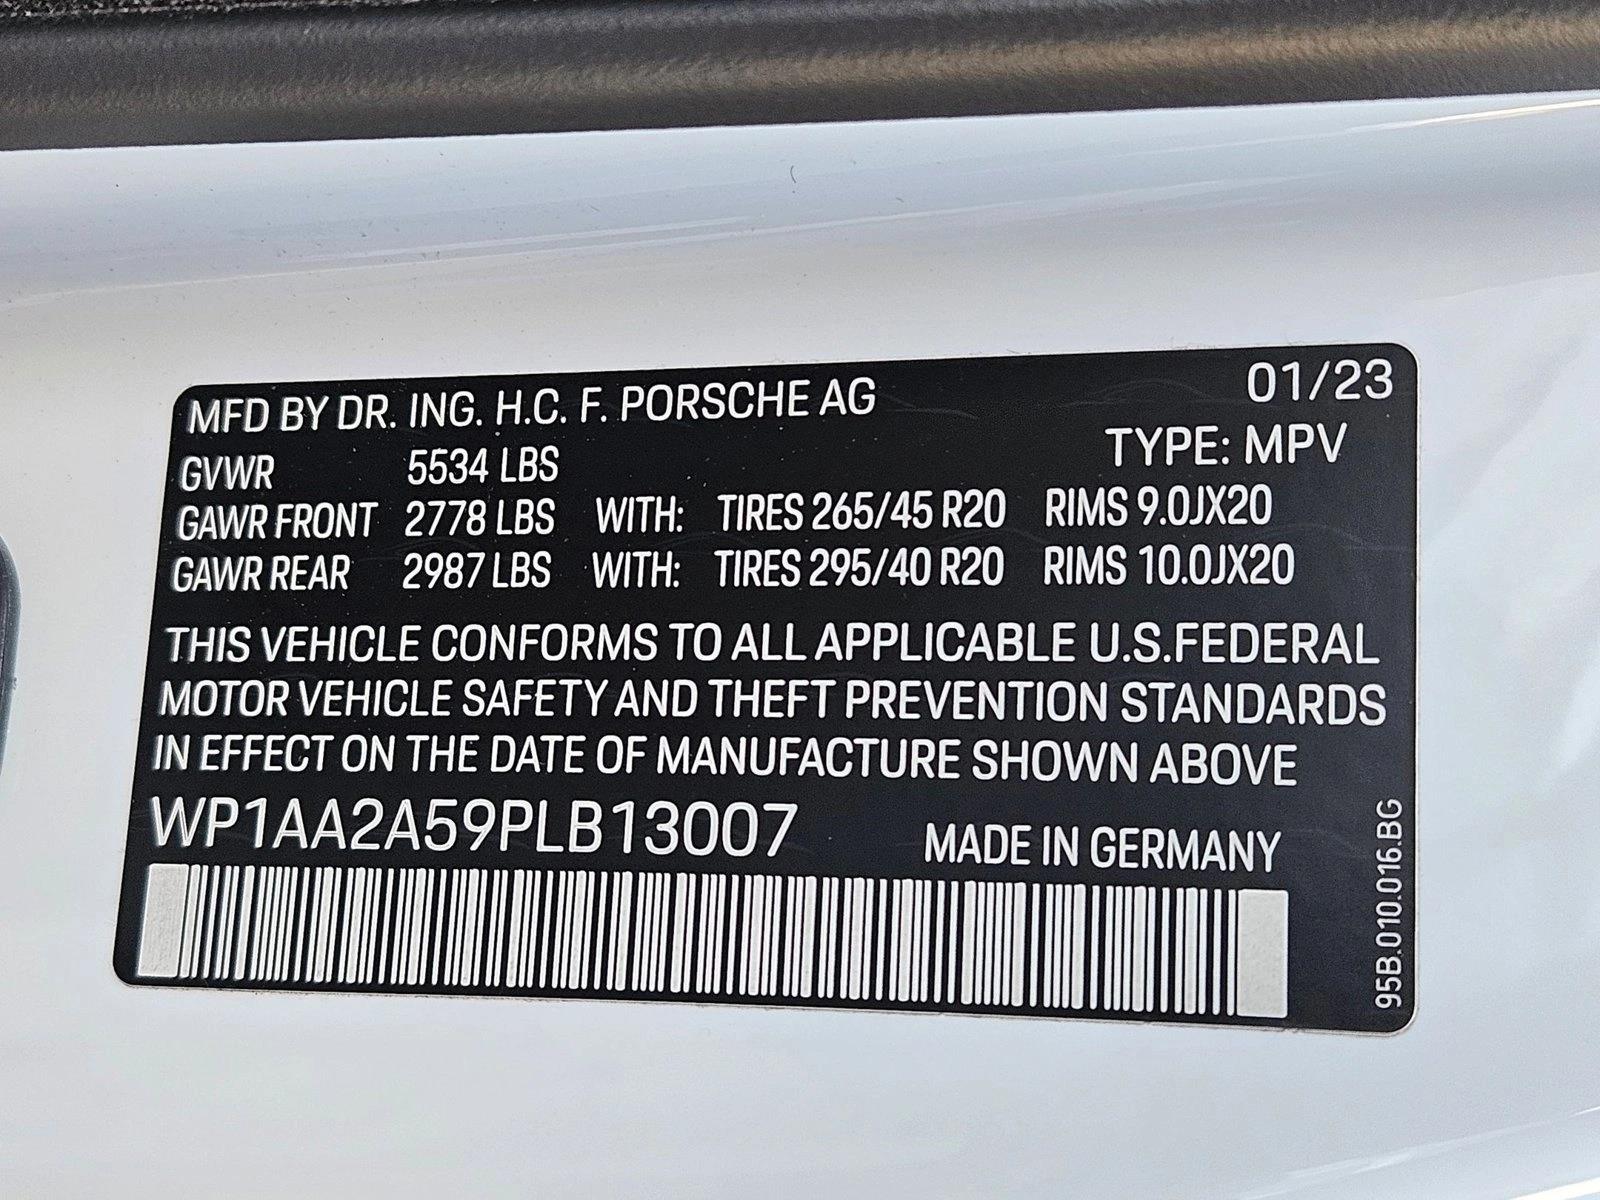 MFD BY DR. ING. H.C. F. PORSCHE AG 01/23
TYPE: MPV
GVWR 5534 LBS
GAWR FRONT 2778 LBS WITH: TIRES 265/45 R20 RIMS 9.0JX20
GAWR REAR 2987 LBS WITH: TIRES 295/40 R20 RIMS 10.0JX20
THIS VEHICLE CONFORMS TO ALL APPLICABLE U.S.FEDERAL
MOTOR VEHICLE SAFETY AND THEFT PREVENTION STANDARDS
IN EFFECT ON THE DATE OF MANUFACTURE SHOWN ABOVE
WP1AA2A59PLB13007 MADE IN GERMANY
95B.010.016.BG